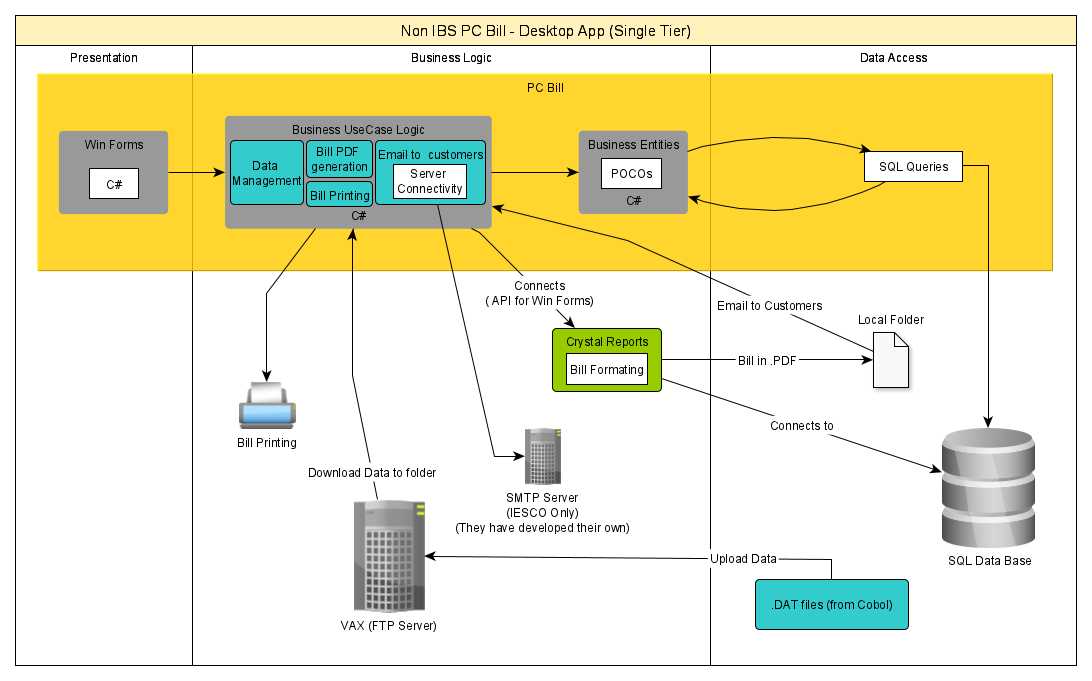 Non IBS PC Bill - Desktop App (Single Tier)
Presentation
Business Logic
Data Access
PC Bill
Win Forms
C#
Business UseCase Logic
Data
Management
Bill PDF
generation
Bill Printing
Email to customers
Server
Connectivity
C#
Business Entities
POCOs
C#
SQL Queries
Connects
( API for Win Forms)
Email to Customers
Local Folder
Crystal Reports
Bill Formating
Bill in .PDF
Connects to
Bill Printing
Download Data to folder
SMTP Server
(IESCO Only)
(They have developed their own)
SQL Data Base
Upload Data
.DAT files (from Cobol)
VAX (FTP Server)